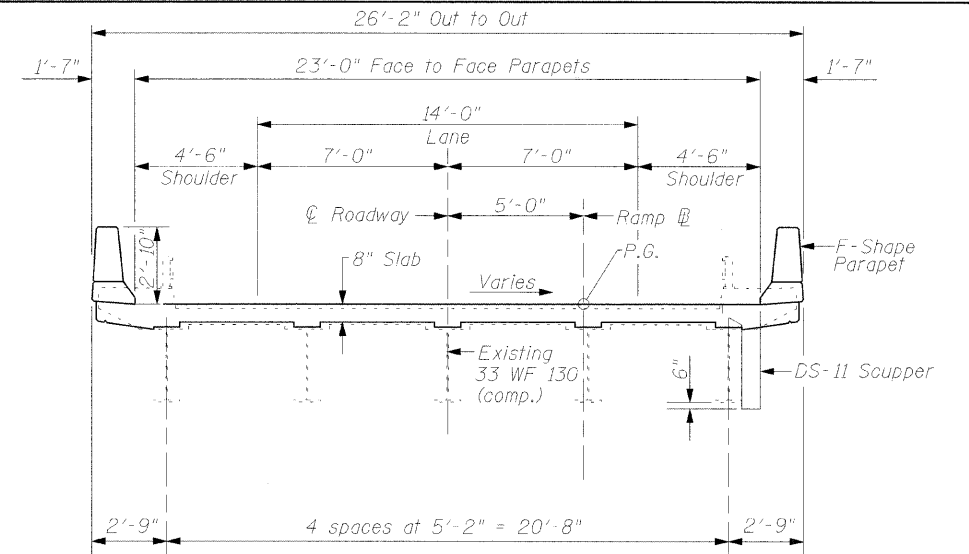 26'-2" Out to Out
1'-7"
23'-0" Face to Face Parapets
1'-7"
14'-0"
Lane
4'-6"
Shoulder
7'-0"
7'-0"
4'-6"
Shoulder
5'-0"
℄ Roadway
Ramp ⅊
2'-10"
8" Slab
P.G.
F-Shape
Parapet
Varies
Existing
33 WF 130
(comp.)
6"
DS-11 Scupper
2'-9"
4 spaces at 5'-2" = 20'-8"
2'-9"